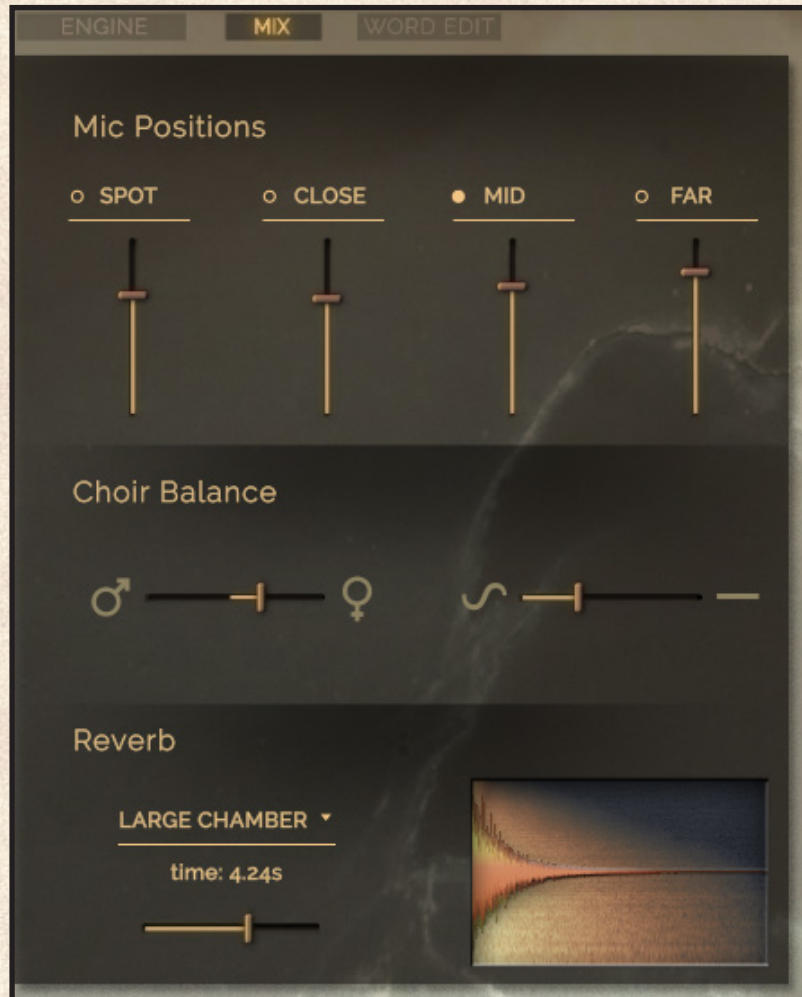 ENGINE MIX WORD EDIT
Mic Positions
SPOT CLOSE MID FAR
Choir Balance
Reverb
LARGE CHAMBER
time: 4.24s